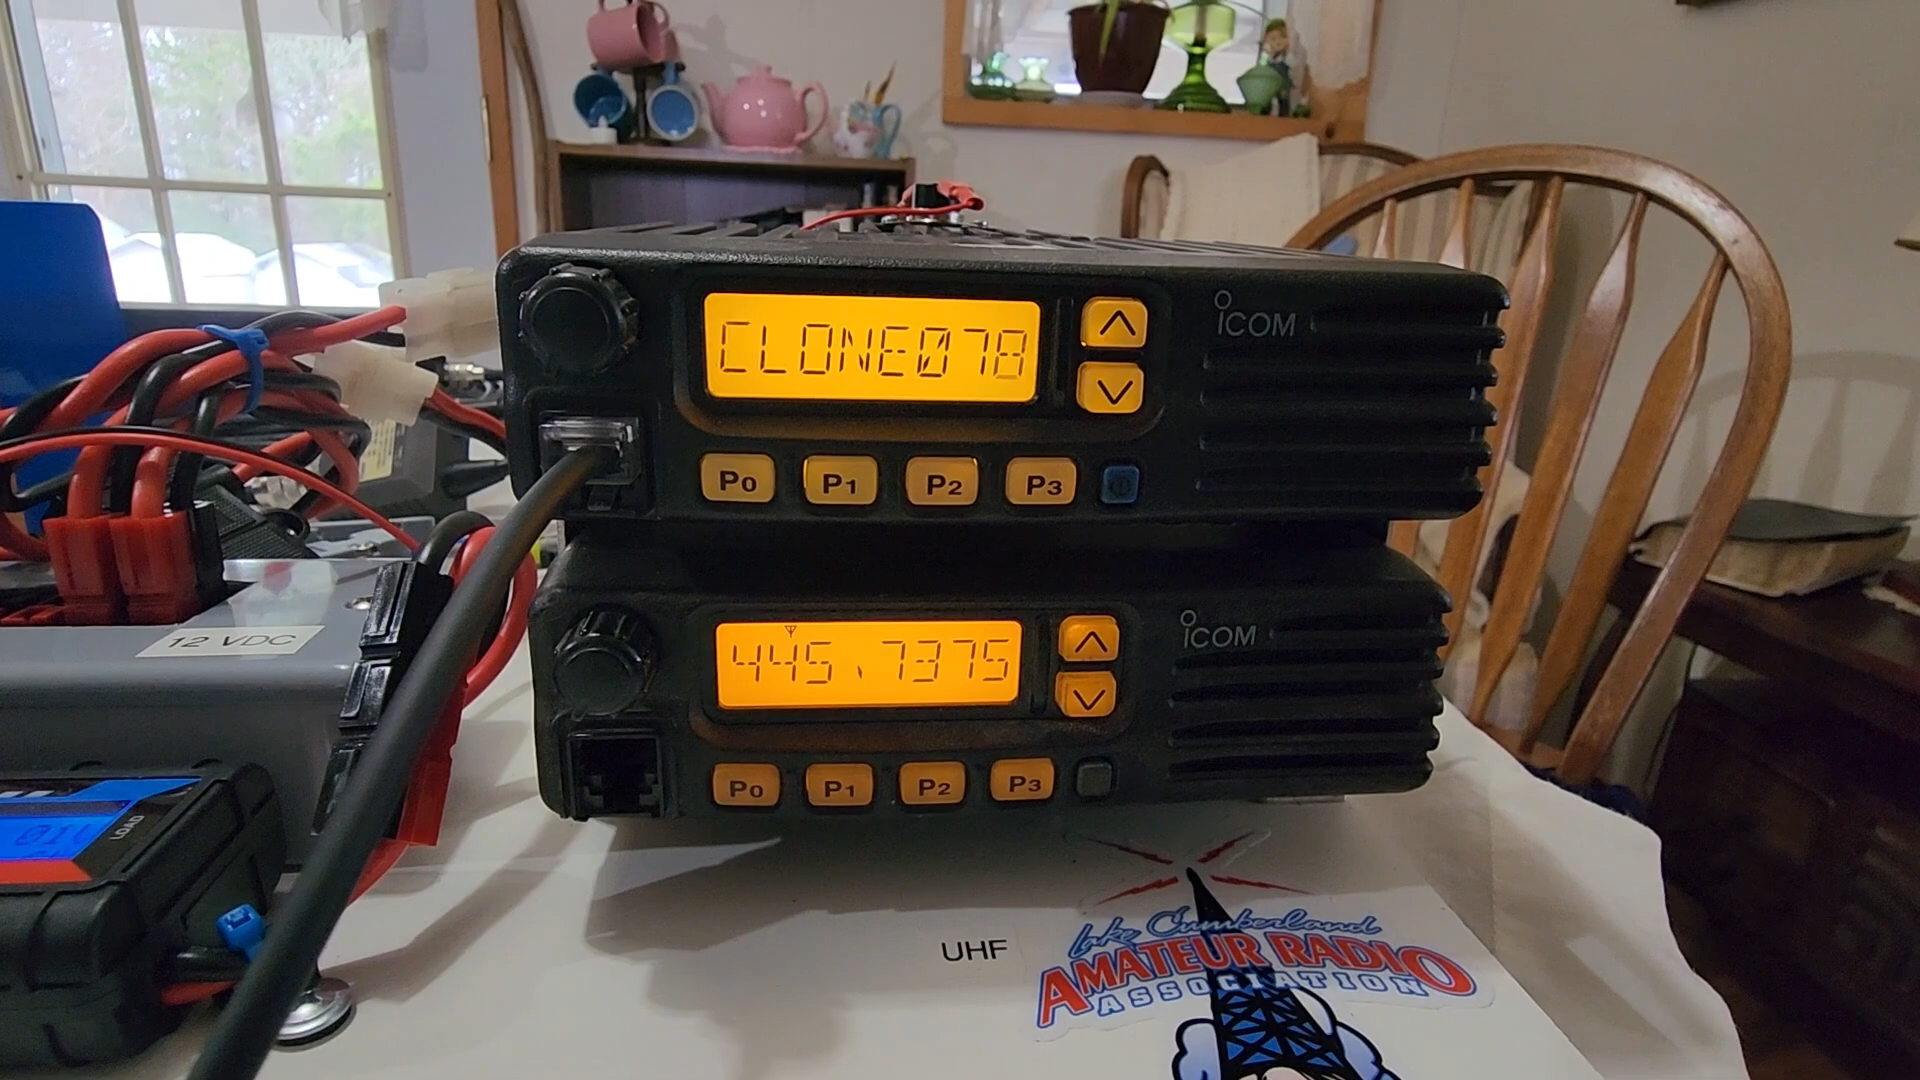 CLONE078
ICOM
P0 P1 P2 P3
445.7375
ICOM
P0 P1 P2 P3
12 VDC
LOAD
UHF
Lake Cumberland
AMATEUR RADIO
ASSOCIATION